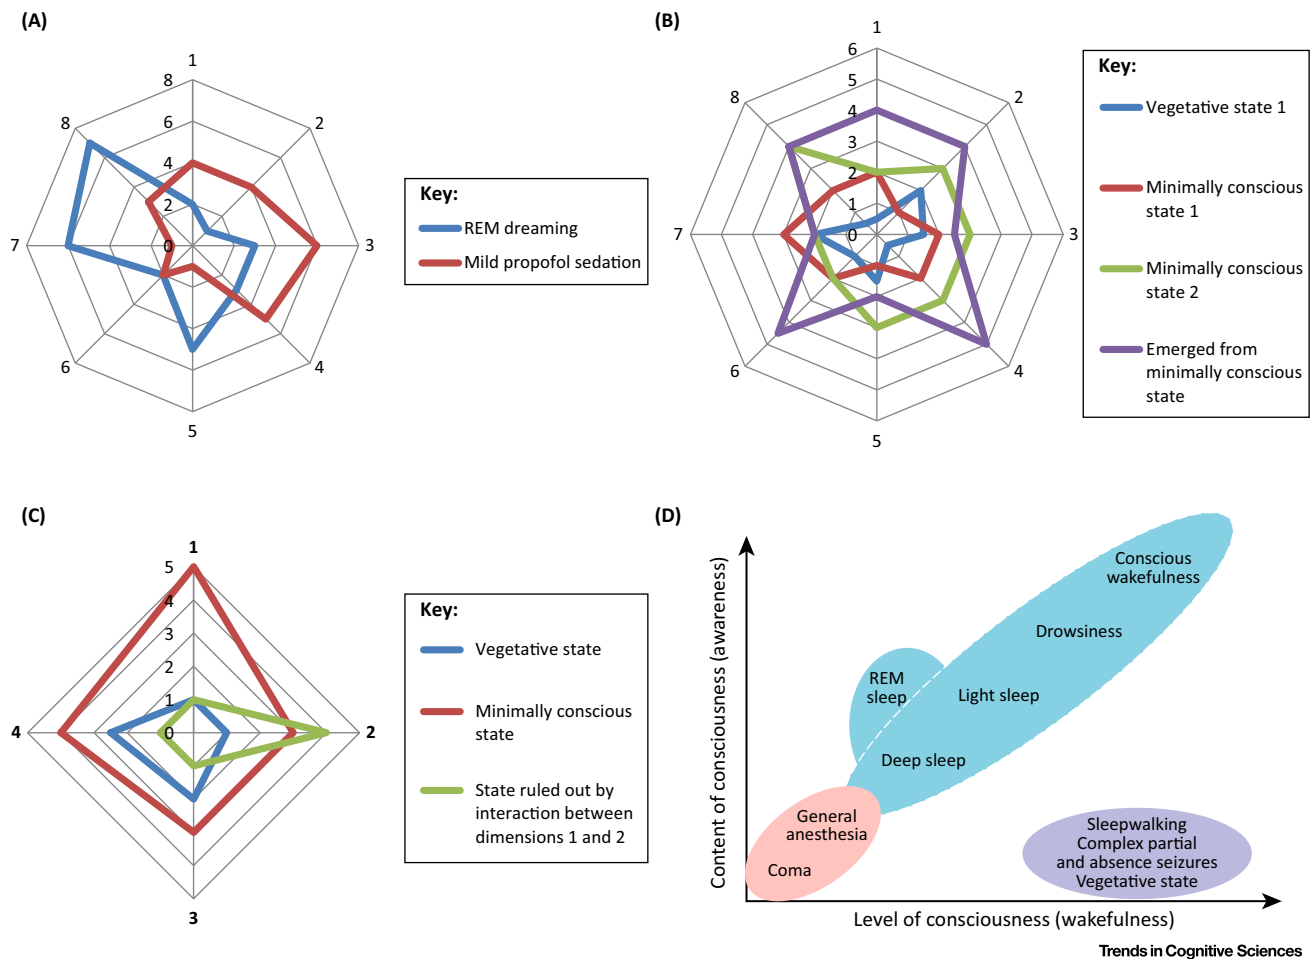 (A)
1
8
8
2
6
4
2
7
0
3
6
4
5
Key:
REM dreaming
Mild propofol sedation
(B)
1
6
8
2
5
4
3
2
1
7
0
3
6
4
5
Key:
Vegetative state 1
Minimally conscious
state 1
Minimally conscious
state 2
Emerged from
minimally conscious
state
(C)
1
5
4
3
2
1
4
0
2
3
Key:
Vegetative state
Minimally conscious
state
State ruled out by
interaction between
dimensions 1 and 2
(D)
Content of consciousness (awareness)
Conscious
wakefulness
Drowsiness
REM
sleep
Light sleep
Deep sleep
General
anesthesia
Coma
Sleepwalking
Complex partial
and absence seizures
Vegetative state
Level of consciousness (wakefulness)
Trends in Cognitive Sciences